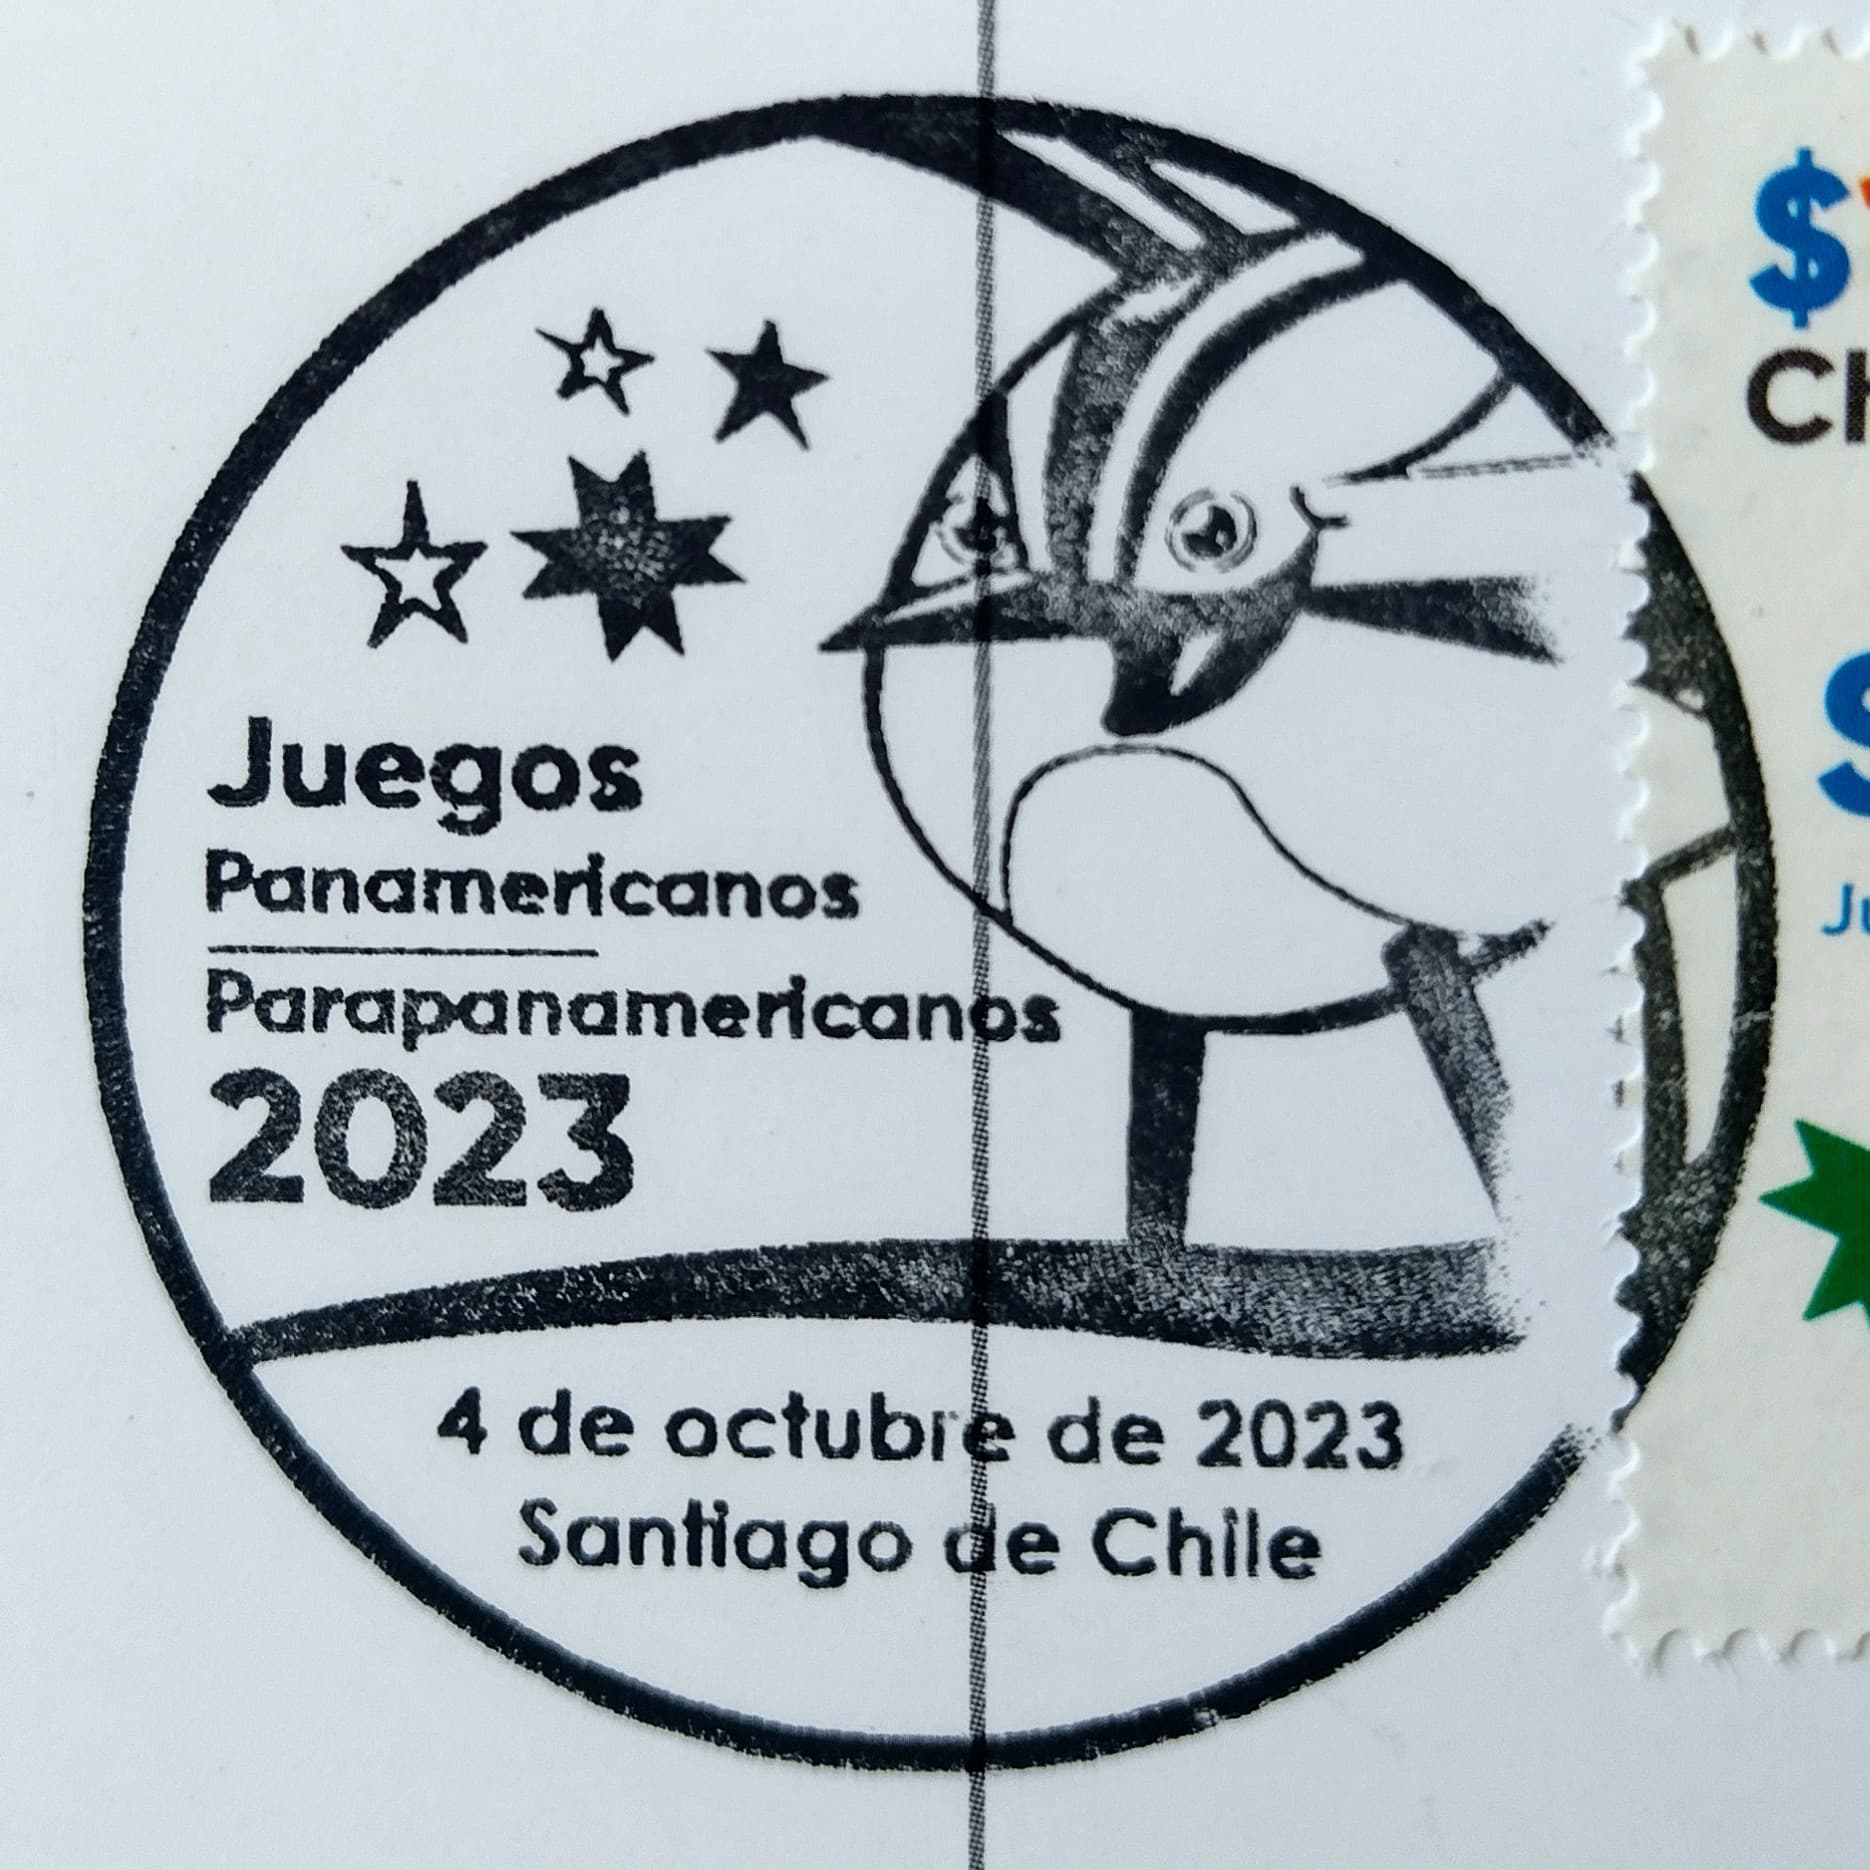 Juegos
Panamericanos
Parapanamericanos
2023
4 de octubre de 2023
Santiago de Chile
$